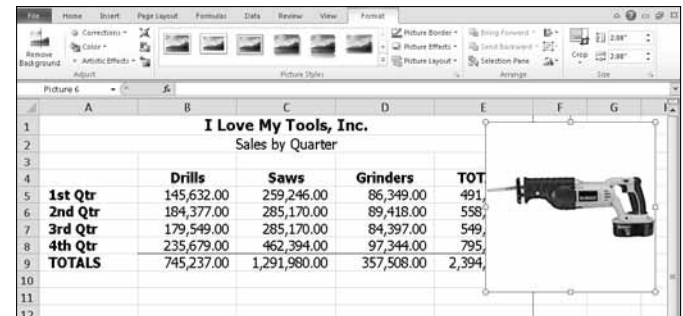 File Home Insert Page Layout Formulas Data Review View Format
Remove Background
Corrections
Color
Artistic Effects
Adjust
Picture Styles
Picture Border
Picture Effects
Picture Layout
Bring Forward
Send Backward
Selection Pane
Arrange
Crop
2.88"
2.88"
Size
Picture 6 fx
A B C D E F G
1 I Love My Tools, Inc.
2 Sales by Quarter
3
4 Drills Saws Grinders TOT
5 1st Qtr 145,632.00 259,246.00 86,349.00 491,
6 2nd Qtr 184,377.00 285,170.00 89,418.00 558,
7 3rd Qtr 179,549.00 285,170.00 84,397.00 549,
8 4th Qtr 235,679.00 462,394.00 97,344.00 795,
9 TOTALS 745,237.00 1,291,980.00 357,508.00 2,394,
10
11
12